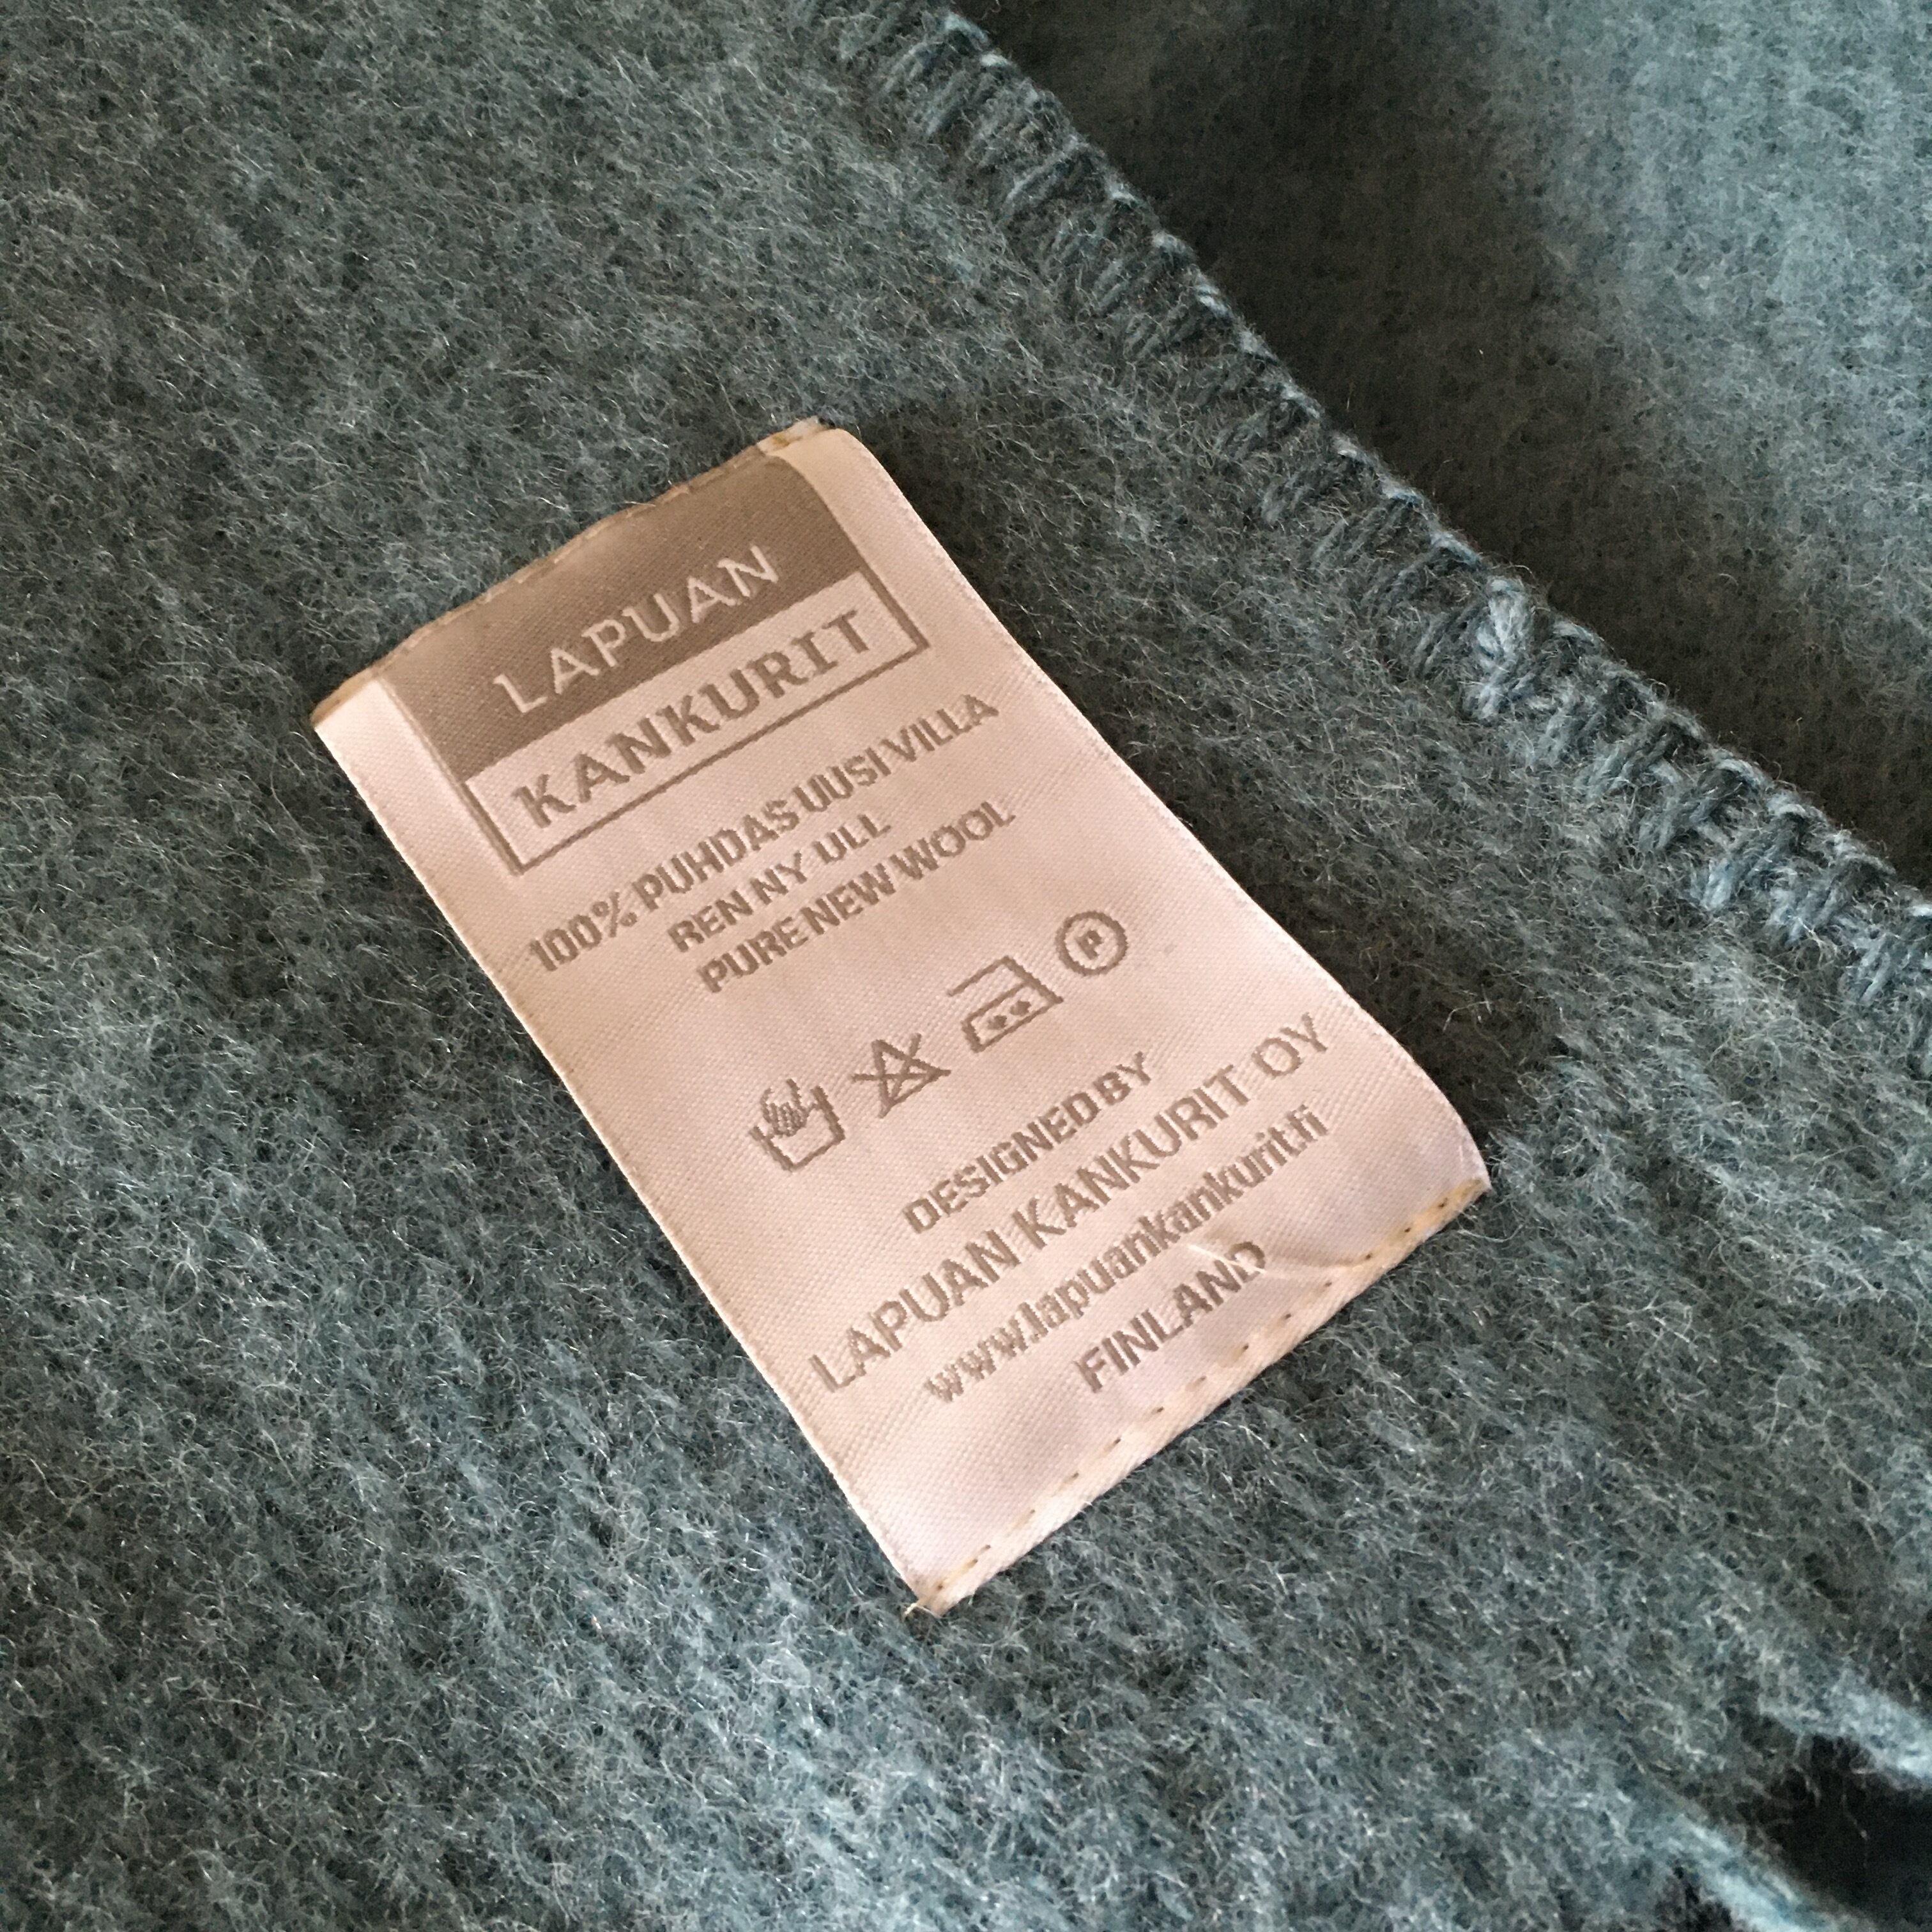 LAPUAN
KANKURIT
100% PUHDAS UUSI VILLA
REN NY ULL
PURE NEW WOOL
P
DESIGNED BY
LAPUAN KANKURIT OY
www.lapuankankurit.fi
FINLAND